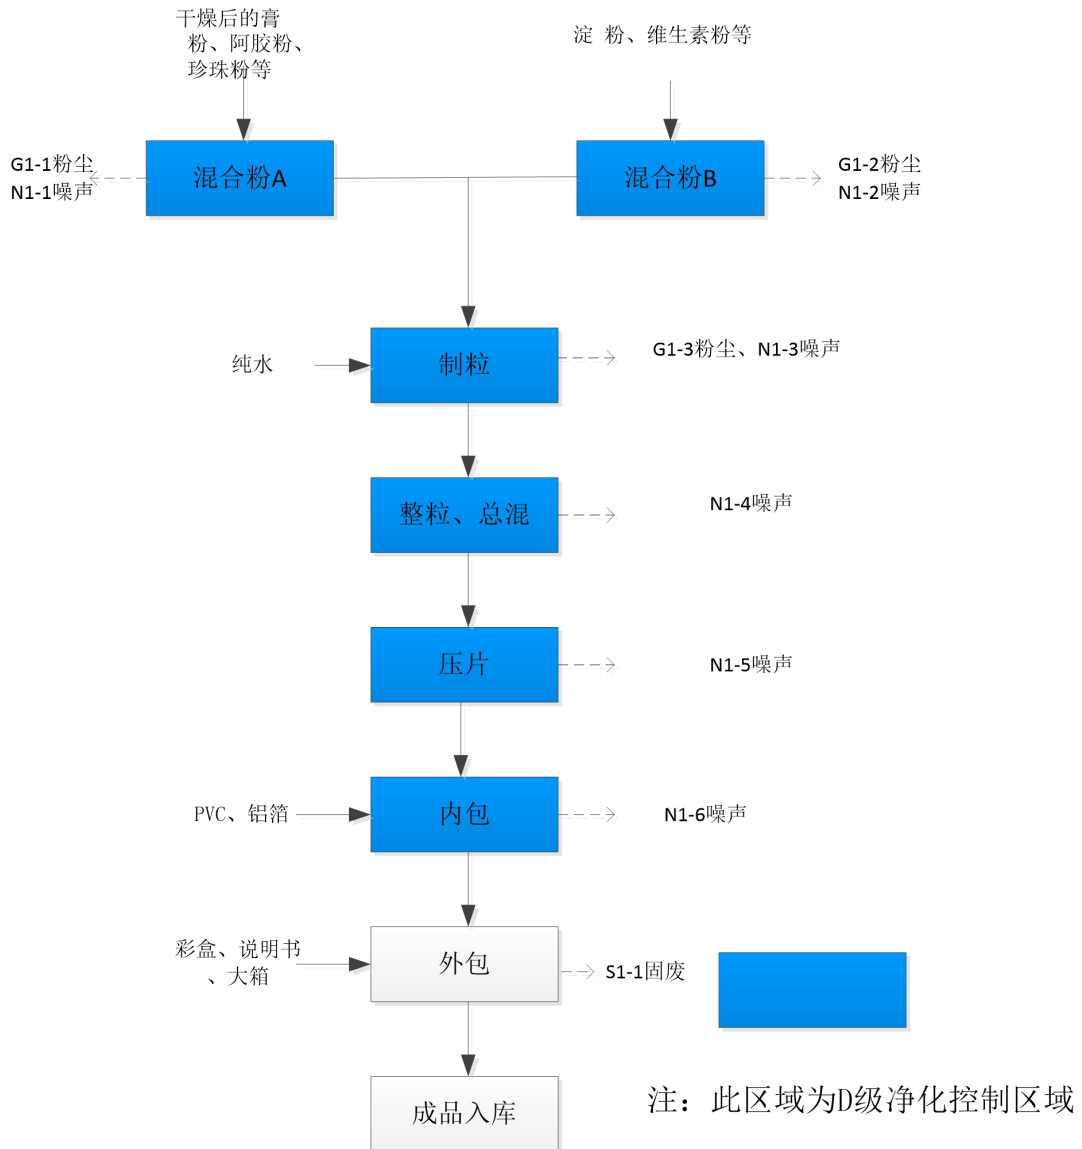 干燥后的膏
粉、阿胶粉、
珍珠粉等
淀 粉、维生素粉等
G1-1粉尘
N1-1噪声
混合粉A
混合粉B
G1-2粉尘
N1-2噪声
纯水
制粒
G1-3粉尘、N1-3噪声
整粒、总混
N1-4噪声
压片
N1-5噪声
PVC、铝箔
内包
N1-6噪声
彩盒、说明书
、大箱
外包
S1-1固废
成品入库
注：此区域为D级净化控制区域